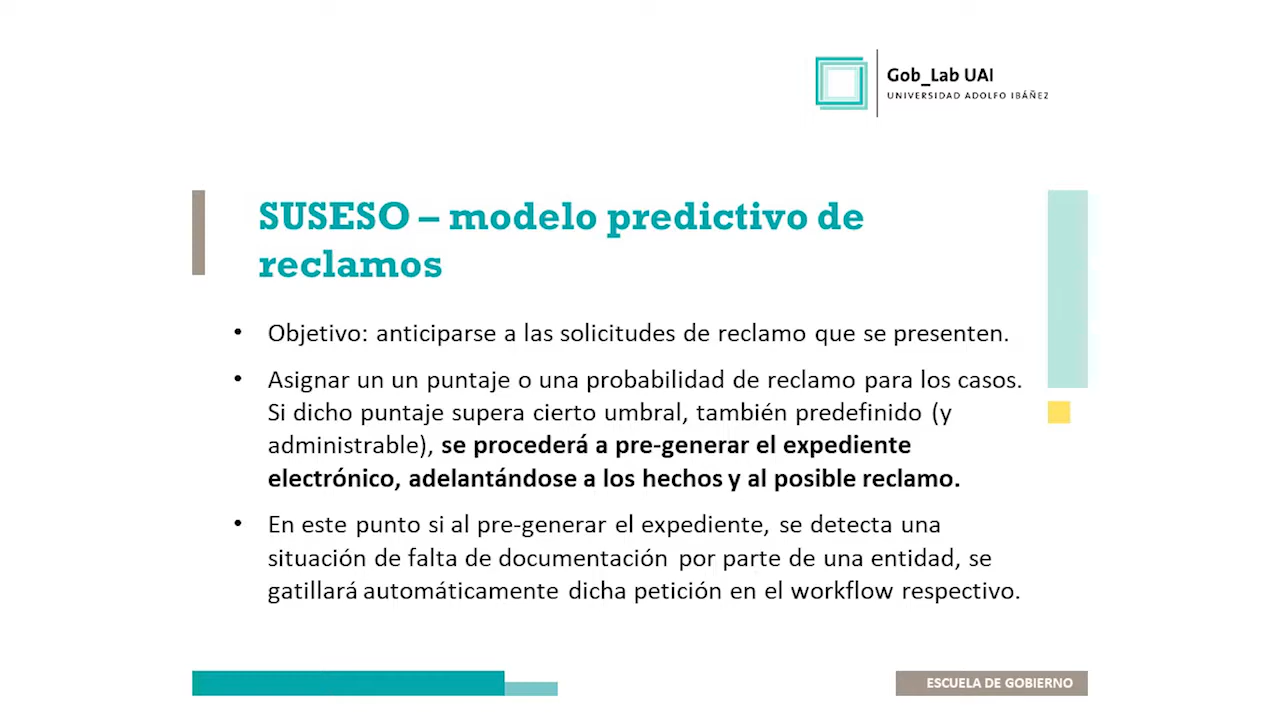 Gob_Lab UAI
UNIVERSIDAD ADOLFO IBÁÑEZ
SUSESO – modelo predictivo de
reclamos
• Objetivo: anticiparse a las solicitudes de reclamo que se presenten.
• Asignar un un puntaje o una probabilidad de reclamo para los casos.
Si dicho puntaje supera cierto umbral, también predefinido (y
administrable), se procederá a pre-generar el expediente
electrónico, adelantándose a los hechos y al posible reclamo.
• En este punto si al pre-generar el expediente, se detecta una
situación de falta de documentación por parte de una entidad, se
gatillará automáticamente dicha petición en el workflow respectivo.
ESCUELA DE GOBIERNO